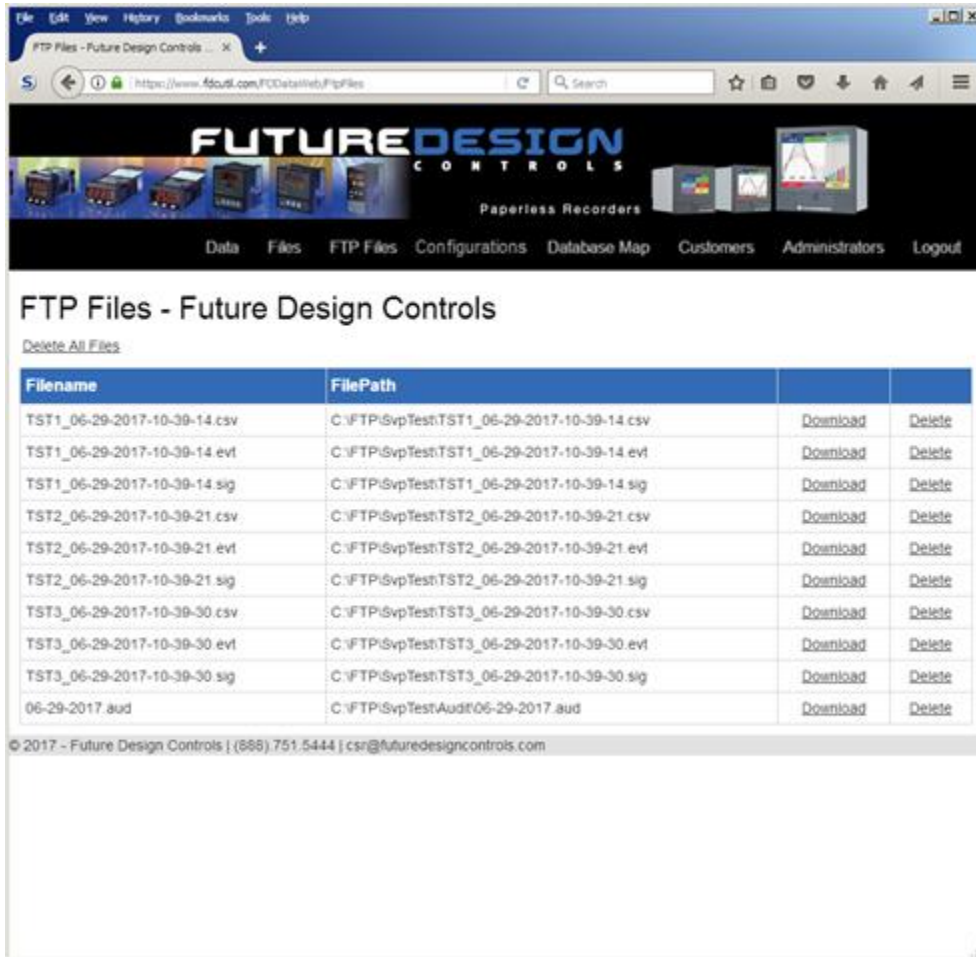 File Edit View History Bookmarks Tools Help
FTP Files - Future Design Controls ... × +
https://www.fdcutil.com/FDDataWeb/FtpFiles Search
FUTUREDESIGN
CONTROLS
Paperless Recorders
Data Files FTP Files Configurations Database Map Customers Administrators Logout
FTP Files - Future Design Controls
Delete All Files
Filename FilePath
TST1_06-29-2017-10-39-14.csv C:\FTP\SvpTest\TST1_06-29-2017-10-39-14.csv Download Delete
TST1_06-29-2017-10-39-14.evt C:\FTP\SvpTest\TST1_06-29-2017-10-39-14.evt Download Delete
TST1_06-29-2017-10-39-14.sig C:\FTP\SvpTest\TST1_06-29-2017-10-39-14.sig Download Delete
TST2_06-29-2017-10-39-21.csv C:\FTP\SvpTest\TST2_06-29-2017-10-39-21.csv Download Delete
TST2_06-29-2017-10-39-21.evt C:\FTP\SvpTest\TST2_06-29-2017-10-39-21.evt Download Delete
TST2_06-29-2017-10-39-21.sig C:\FTP\SvpTest\TST2_06-29-2017-10-39-21.sig Download Delete
TST3_06-29-2017-10-39-30.csv C:\FTP\SvpTest\TST3_06-29-2017-10-39-30.csv Download Delete
TST3_06-29-2017-10-39-30.evt C:\FTP\SvpTest\TST3_06-29-2017-10-39-30.evt Download Delete
TST3_06-29-2017-10-39-30.sig C:\FTP\SvpTest\TST3_06-29-2017-10-39-30.sig Download Delete
06-29-2017.aud C:\FTP\SvpTest\Audit\06-29-2017.aud Download Delete
© 2017 - Future Design Controls | (888).751.5444 | csr@futuredesigncontrols.com